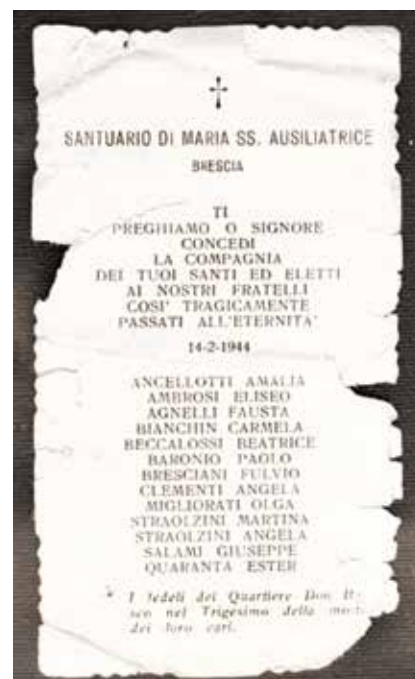 SANTUARIO DI MARIA SS. AUSILIATRICE
BRESCIA
TI
PREGHIAMO O SIGNORE
CONCEDI
LA COMPAGNIA
DEI TUOI SANTI ED ELETTI
AI NOSTRI FRATELLI
COSI' TRAGICAMENTE
PASSATI ALL'ETERNITA'
14-2-1944
ANCELLOTTI AMALIA
AMBROSI ELISEO
AGNELLI FAUSTA
BIANCHIN CARMELA
BECCALOSSI BEATRICE
BARONIO PAOLO
BRESCIANI FULVIO
CLEMENTI ANGELA
MIGLIORATI OLGA
STRAOLZINI MARTINA
STRAOLZINI ANGELA
SALAMI GIUSEPPE
QUARANTA ESTER
I fedeli del Quartiere Don
sco nel Trigesimo della
dei loro cari.